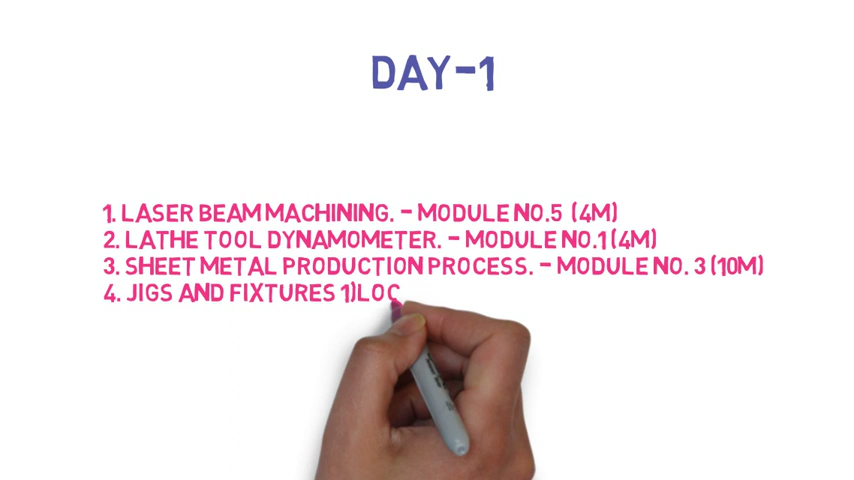 DAY-1
1. LASER BEAM MACHINING. - MODULE NO.5 (4M)
2. LATHE TOOL DYNAMOMETER. - MODULE NO.1 (4M)
3. SHEET METAL PRODUCTION PROCESS. - MODULE NO. 3 (10M)
4. JIGS AND FIXTURES 1)LOC